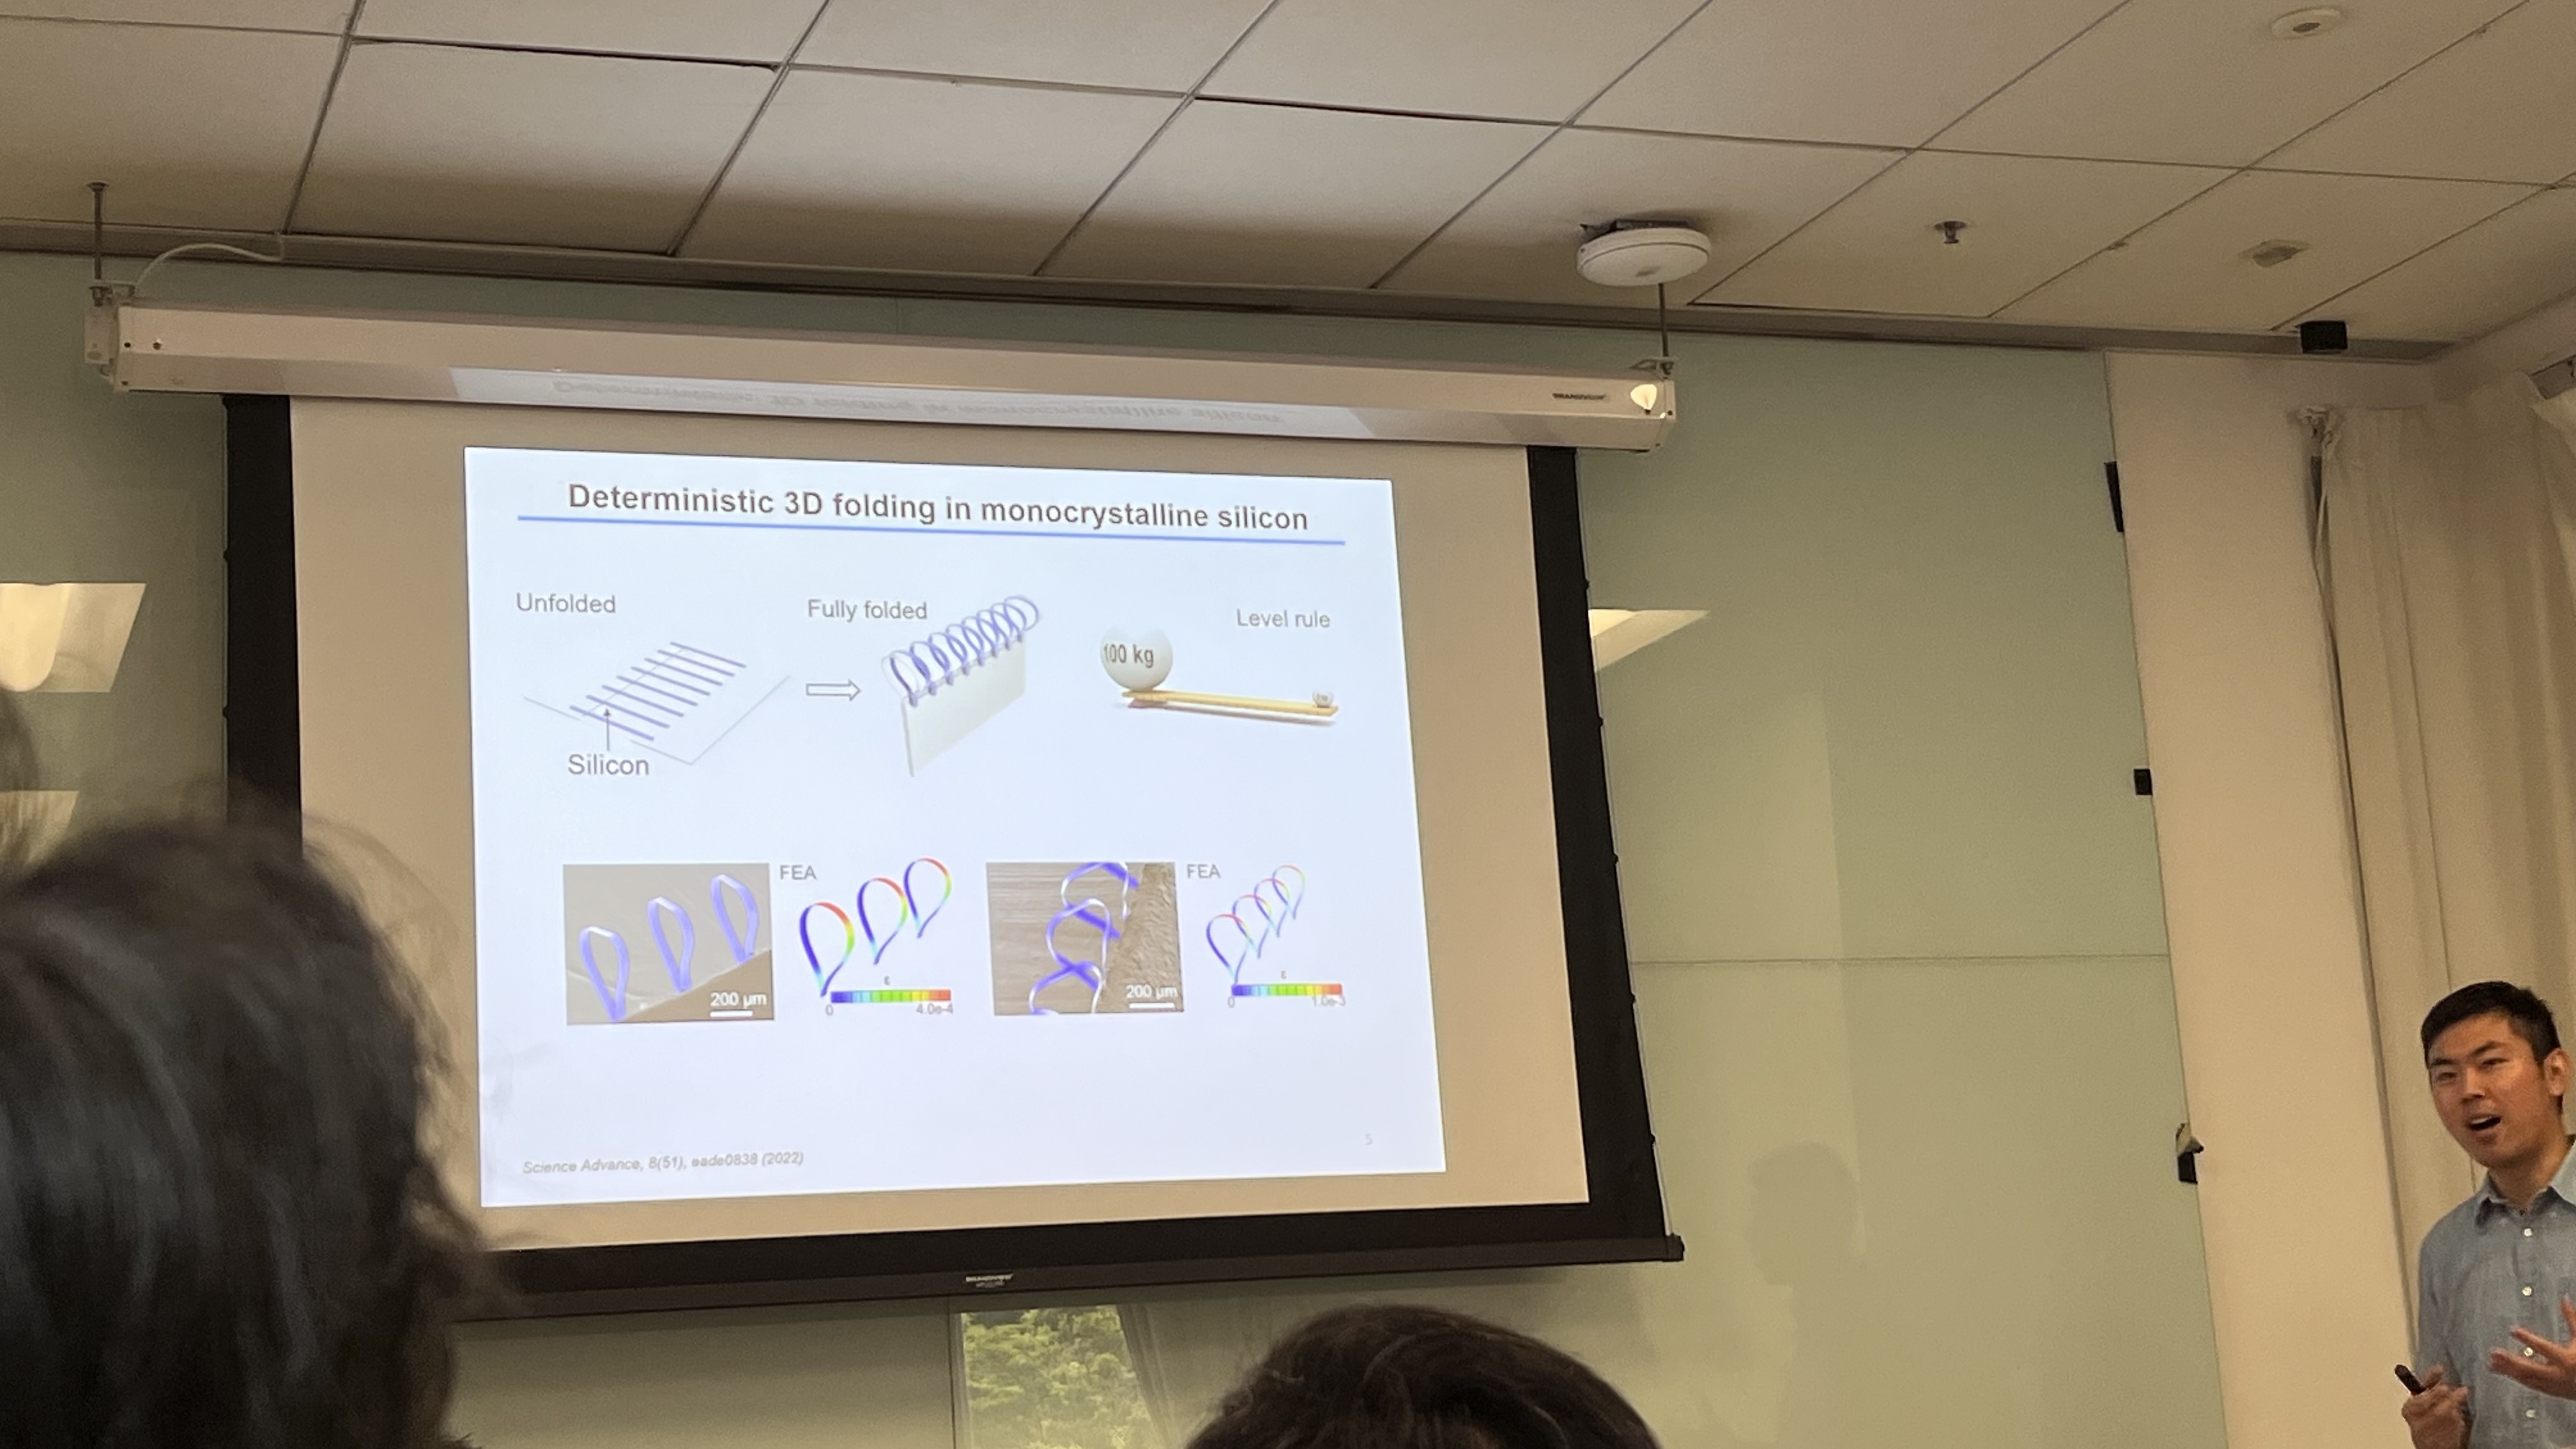 Deterministic 3D folding in monocrystalline silicon
Unfolded
Fully folded
Level rule
100 kg
Silicon
FEA
FEA
ε
ε
200 μm
0
4.0e-4
200 μm
0
1.0e-3
5
Science Advance, 8(51), eade0838 (2022)